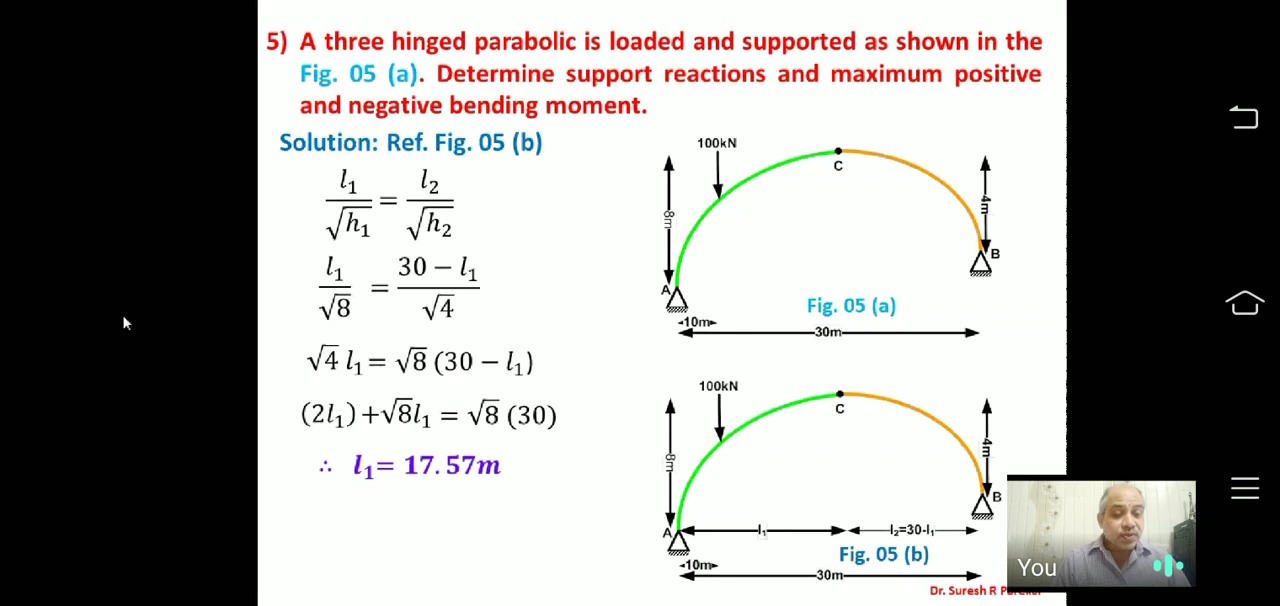 5) A three hinged parabolic is loaded and supported as shown in the
Fig. 05 (a). Determine support reactions and maximum positive
and negative bending moment.
Solution: Ref. Fig. 05 (b)
l₁/√h₁ = l₂/√h₂
l₁/√8 = 30 − l₁/√4
√4 l₁ = √8 (30 − l₁)
(2l₁) +√8l₁ = √8 (30)
∴ l₁= 17.57m
100kN
C
8m
4m
A
B
Fig. 05 (a)
10m
30m
100kN
C
8m
4m
A
B
l₁
l₂=30-l₁
Fig. 05 (b)
10m
30m
Dr. Suresh R
You